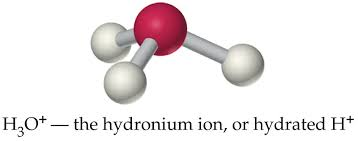 H₃O⁺ — the hydronium ion, or hydrated H⁺